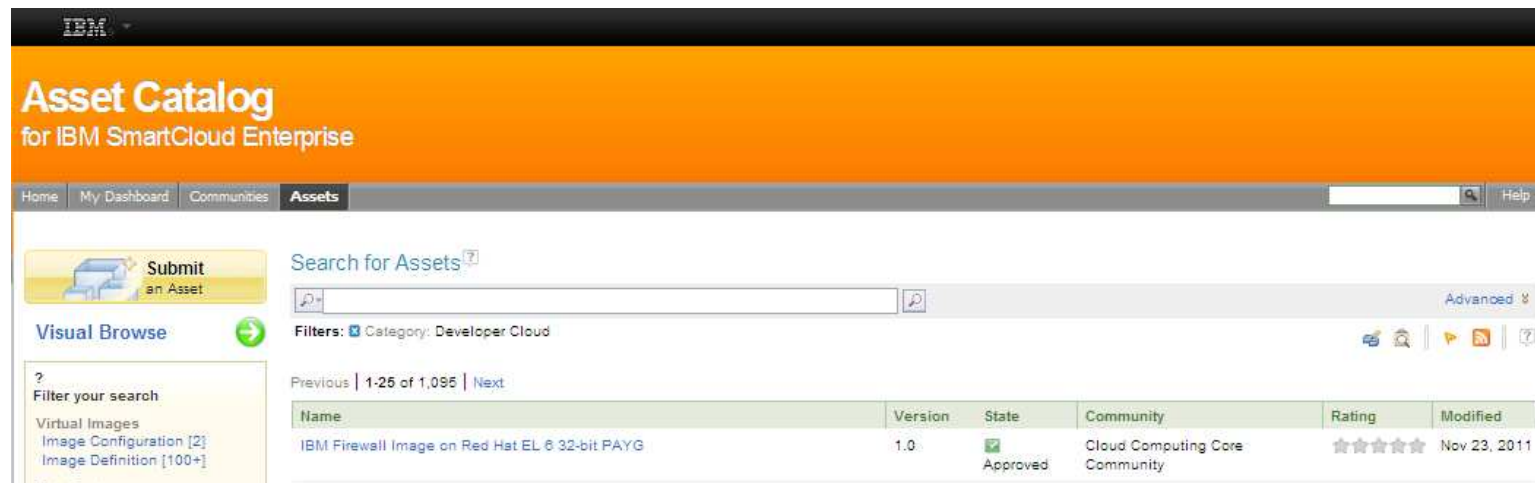 IBM
Asset Catalog
for IBM SmartCloud Enterprise
Home My Dashboard Communities Assets Help
Submit
an Asset
Visual Browse
?
Filter your search
Virtual Images
Image Configuration [2]
Image Definition [100+]
Search for Assets ?
Advanced
Filters: Category: Developer Cloud
?
Previous | 1-25 of 1,095 | Next
Name Version State Community Rating Modified
IBM Firewall Image on Red Hat EL 6 32-bit PAYG 1.0 Approved Cloud Computing Core Community Nov 23, 2011